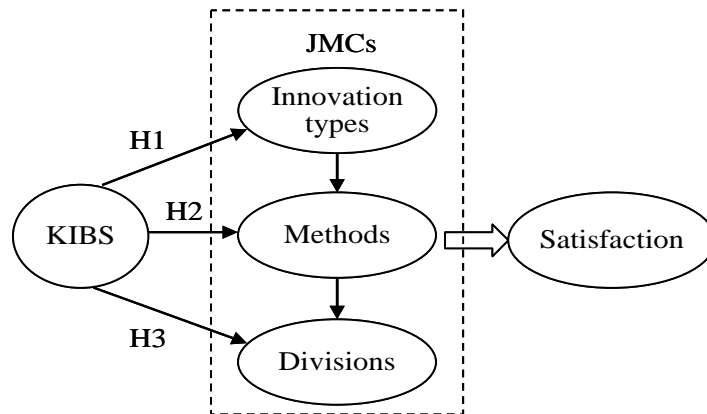 JMCs
Innovation
types
H1
KIBS
H2
Methods
Satisfaction
H3
Divisions